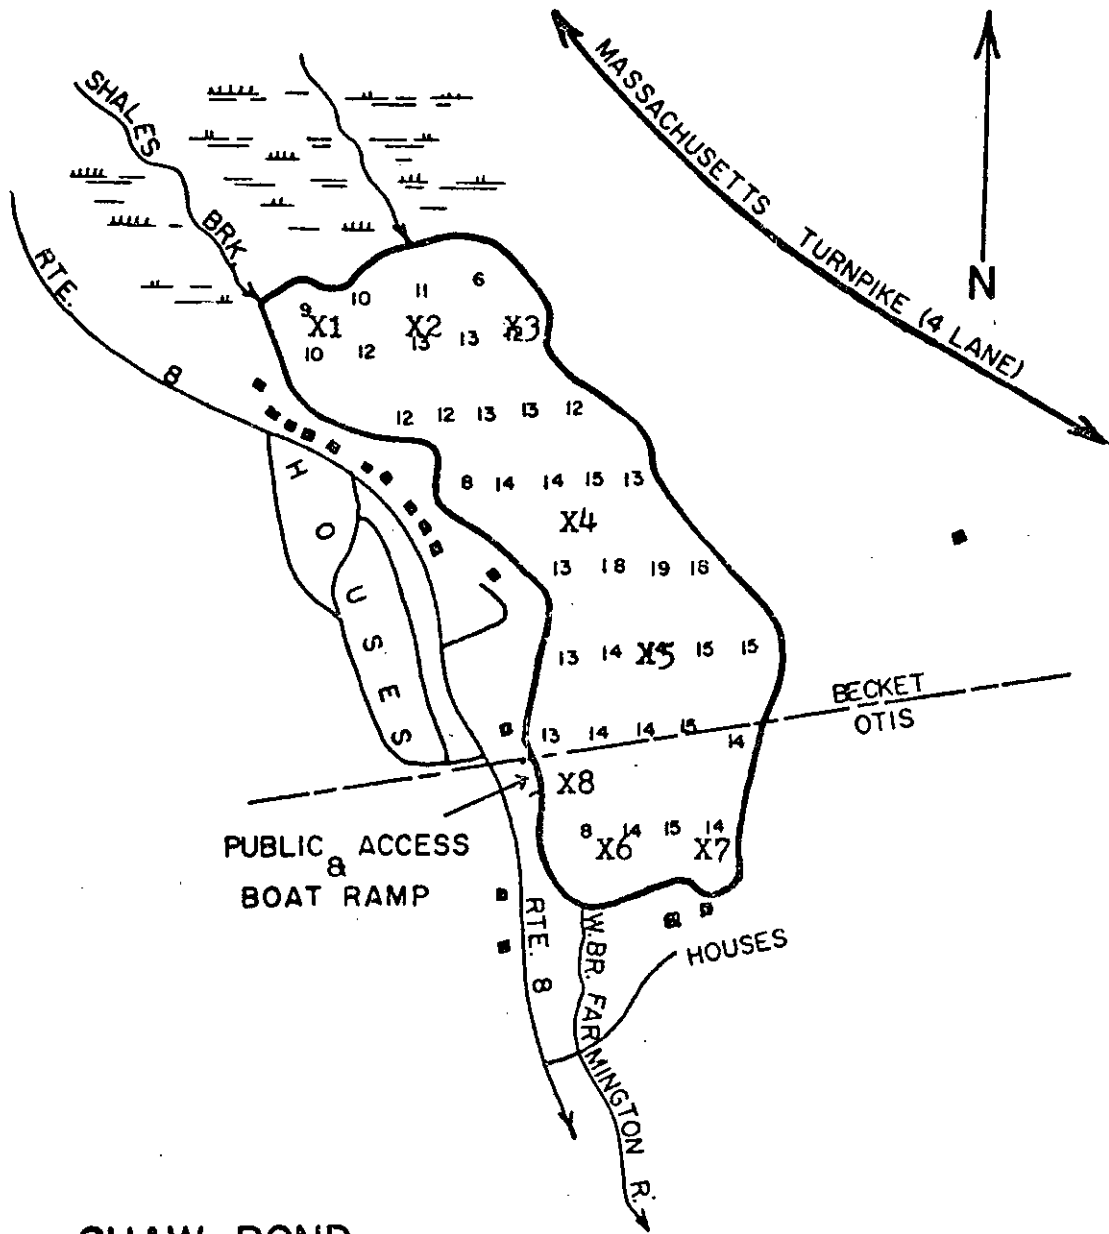 MASSACHUSETTS TURNPIKE (4 LANE)
N
SHALES BRK.
RTE. 8
6
10 11
9
X1 X2 X3
10 12 13 13 12
12 12 13 13 12
8 14 14 15 13
X4
13 18 19 18
13 14 X5 15 15
HOUSES
BECKET
OTIS
13 14 14 15 14
X8
PUBLIC ACCESS
&
BOAT RAMP
8 14 15 14
X6 X7
RTE. 8
W. BR. FARMINGTON R.
HOUSES
SHAW POND